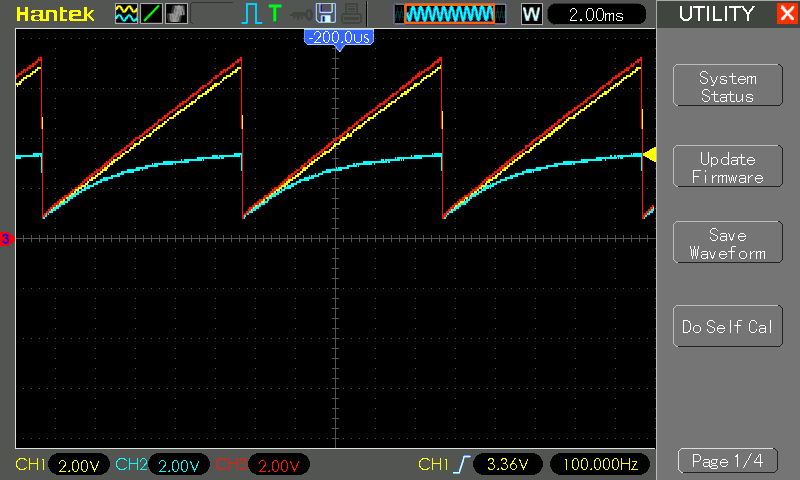 Hantek
T
W
2.00ms
UTILITY
-200.0us
System
Status
Update
Firmware
Save
Waveform
Do Self Cal
3
CH1 2.00V CH2 2.00V CH3 2.00V CH1 3.36V 100.000Hz
Page 1/4